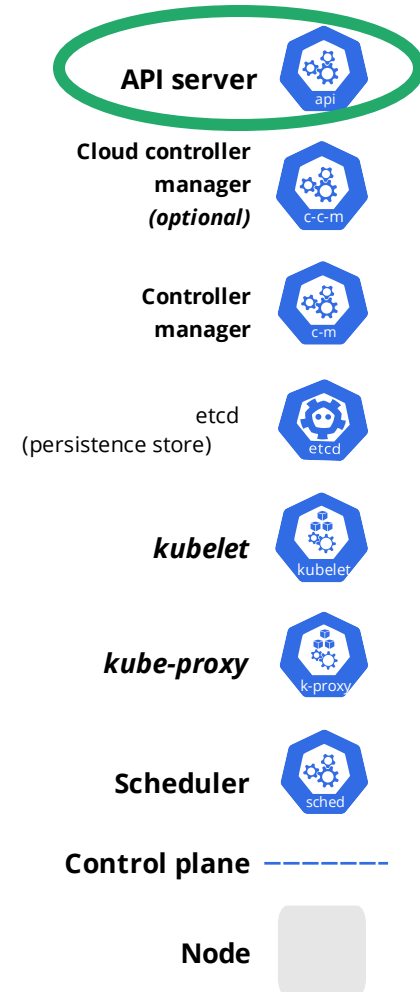 API server
api
Cloud controller
manager
(optional)
c-c-m
Controller
manager
c-m
etcd
(persistence store)
etcd
kubelet
kubelet
kube-proxy
k-proxy
Scheduler
sched
Control plane
Node